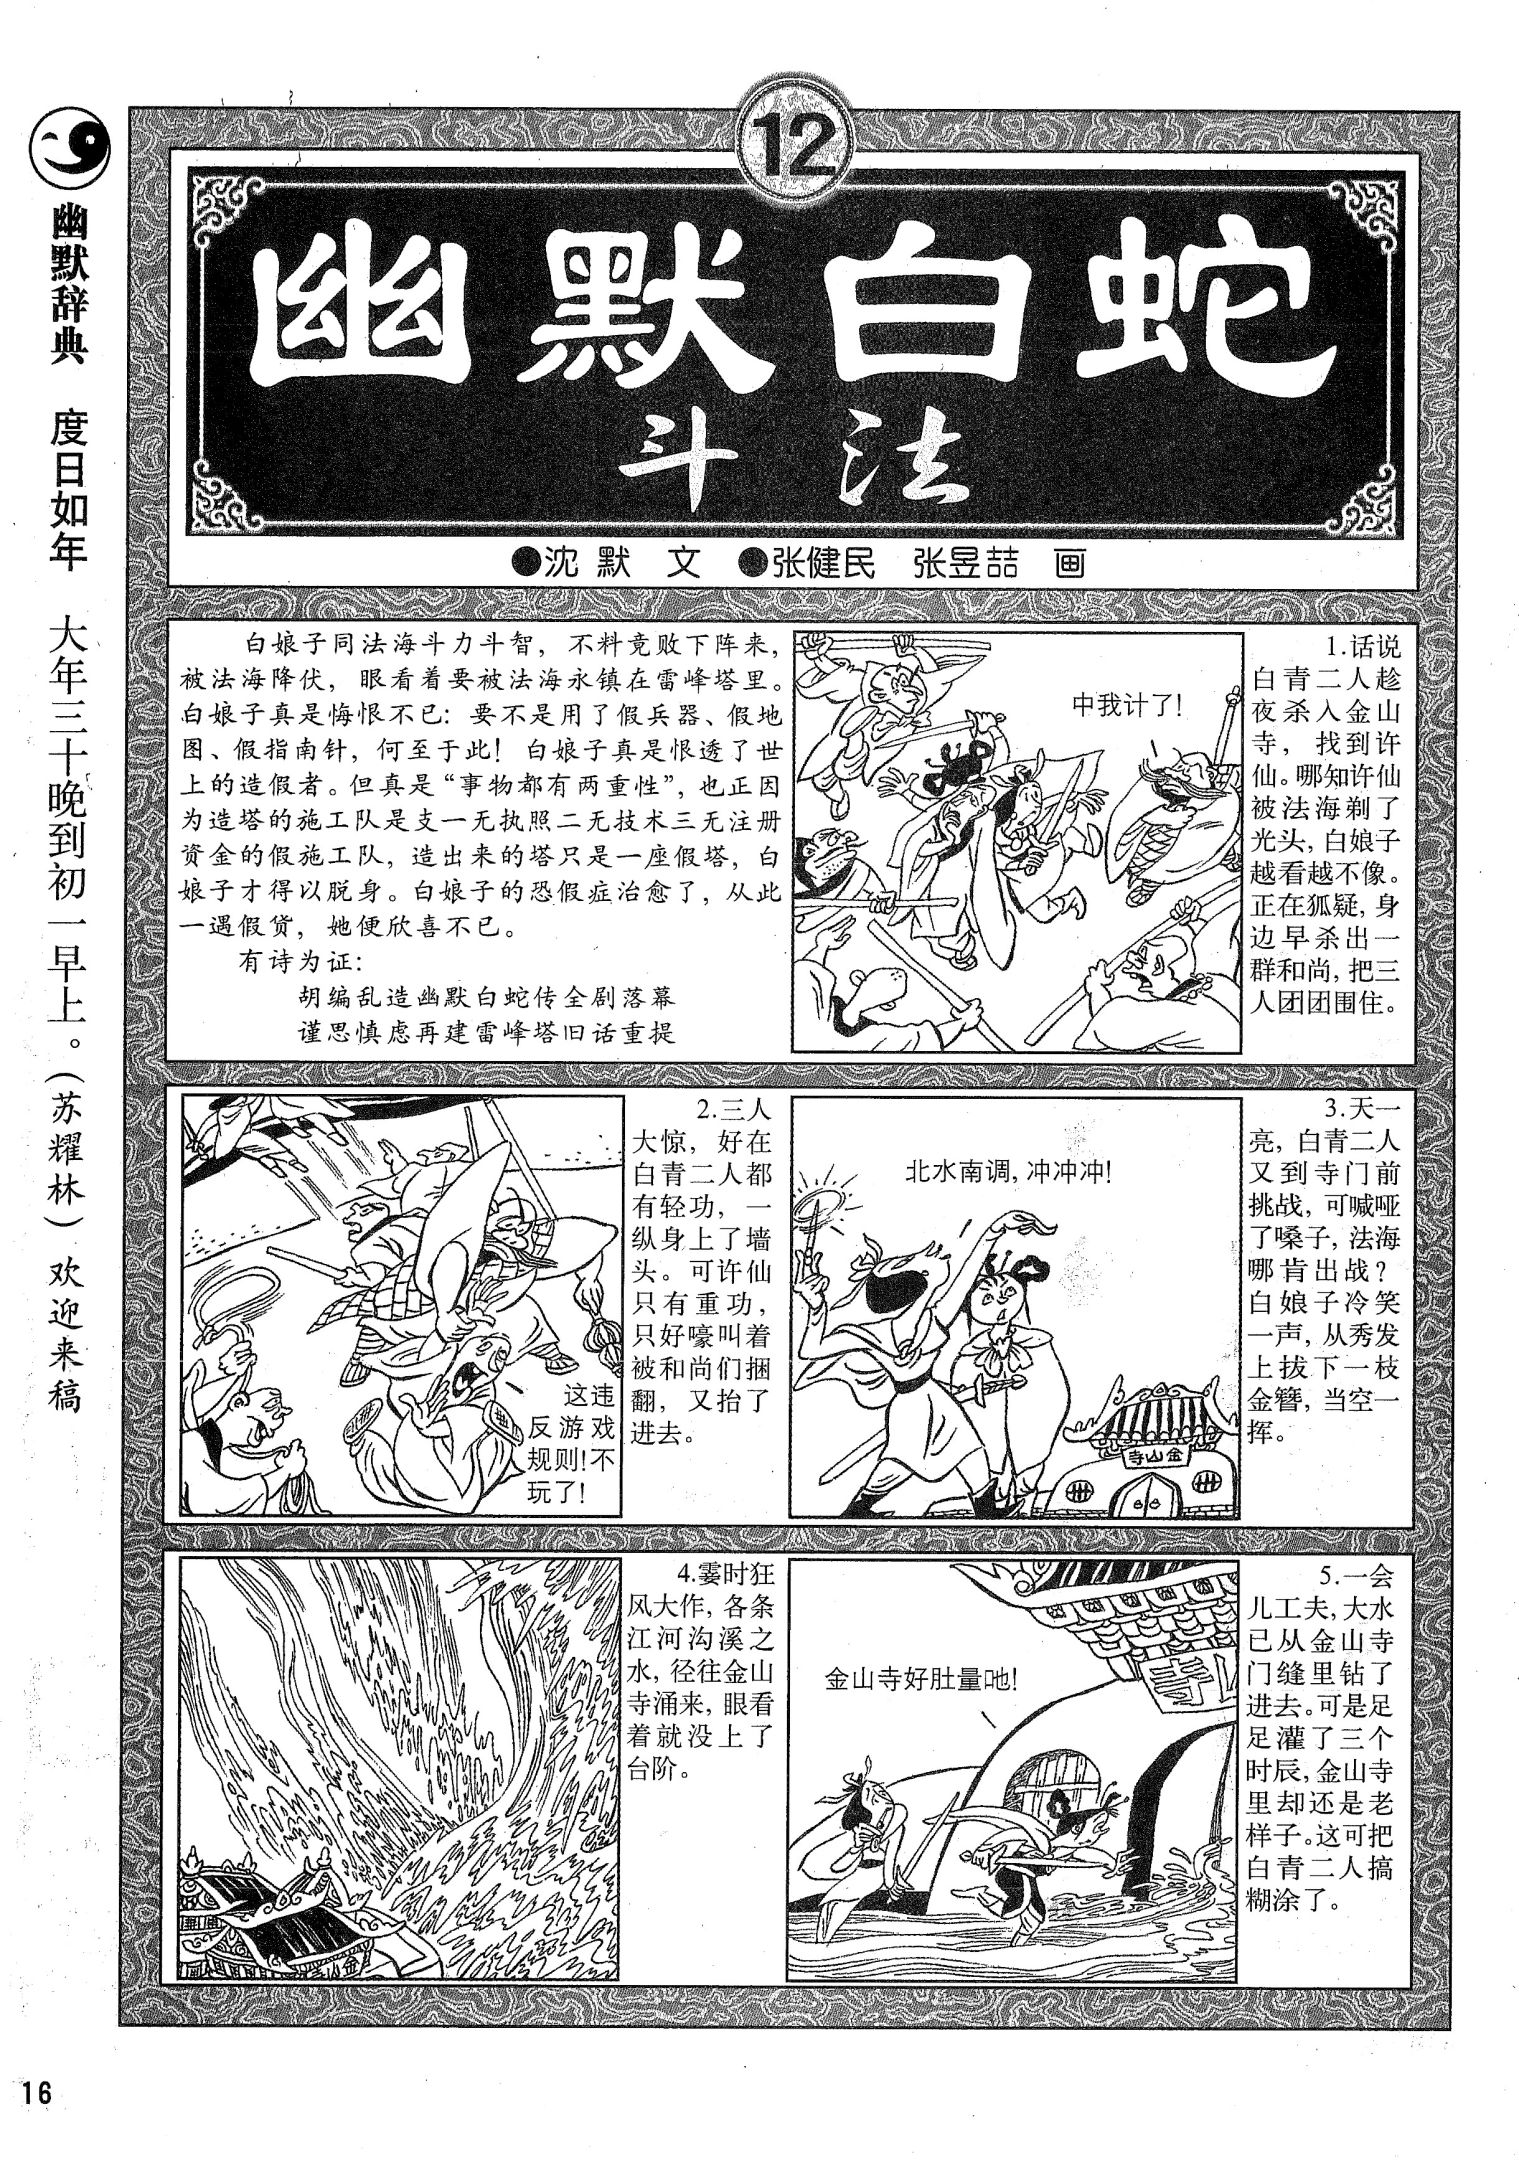 12
幽默白蛇
斗法
●沈默 文 ●张健民 张昱喆 画
白娘子同法海斗力斗智，不料竟败下阵来，
被法海降伏，眼看着要被法海永镇在雷峰塔里。
白娘子真是悔恨不已：要不是用了假兵器、假地
图、假指南针，何至于此！白娘子真是恨透了世
上的造假者。但真是“事物都有两重性”，也正因
为造塔的施工队是支一无执照二无技术三无注册
资金的假施工队，造出来的塔只是一座假塔，白
娘子才得以脱身。白娘子的恐假症治愈了，从此
一遇假货，她便欣喜不已。
有诗为证：
胡编乱造幽默白蛇传全剧落幕
谨思慎虑再建雷峰塔旧话重提
中我计了！
1.话说
白青二人趁
夜杀入金山
寺，找到许
仙。哪知许仙
被法海剃了
光头，白娘子
越看越不像。
正在狐疑，身
边早杀出一
群和尚，把三
人团团围住。
这违
反游戏
规则！不
玩了！
2.三人
大惊，好在
白青二人都
有轻功，一
纵身上了墙
头。可许仙
只有重功，
只好嚎叫着
被和尚们捆
翻，又抬了
进去。
北水南调，冲冲冲！
金山寺
3.天一
亮，白青二人
又到寺门前
挑战，可喊哑
了嗓子，法海
哪肯出战？
白娘子冷笑
一声，从秀发
上拔下一枝
金簪，当空一
挥。
金山寺
4.霎时狂
风大作，各条
江河沟溪之
水，径往金山
寺涌来，眼看
着就没上了
台阶。
金山寺好肚量吔！
山寺
5.一会
儿工夫，大水
已从金山寺
门缝里钻了
进去。可是足
足灌了三个
时辰，金山寺
里却还是老
样子。这可把
白青二人搞
糊涂了。
幽默辞典 度日如年 大年三十晚到初一早上。（苏耀林）欢迎来稿
16